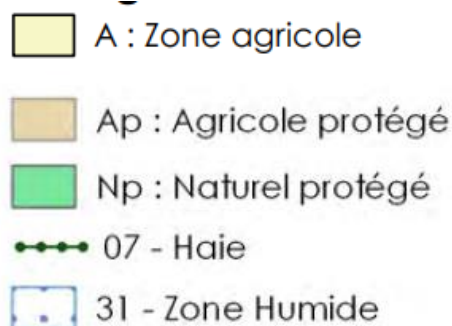 A : Zone agricole
Ap : Agricole protégé
Np : Naturel protégé
07 - Haie
31 - Zone Humide